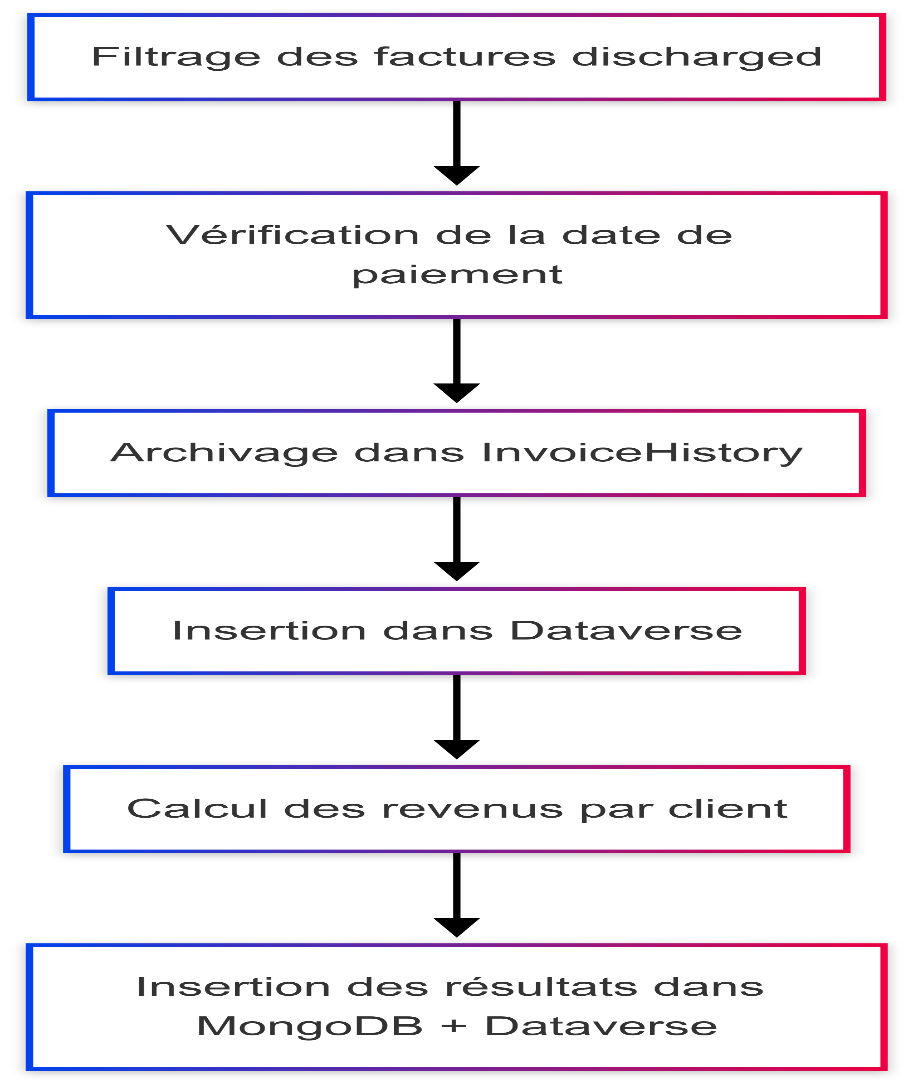 Filtrage des factures discharged
Vérification de la date de
paiement
Archivage dans InvoiceHistory
Insertion dans Dataverse
Calcul des revenus par client
Insertion des résultats dans
MongoDB + Dataverse